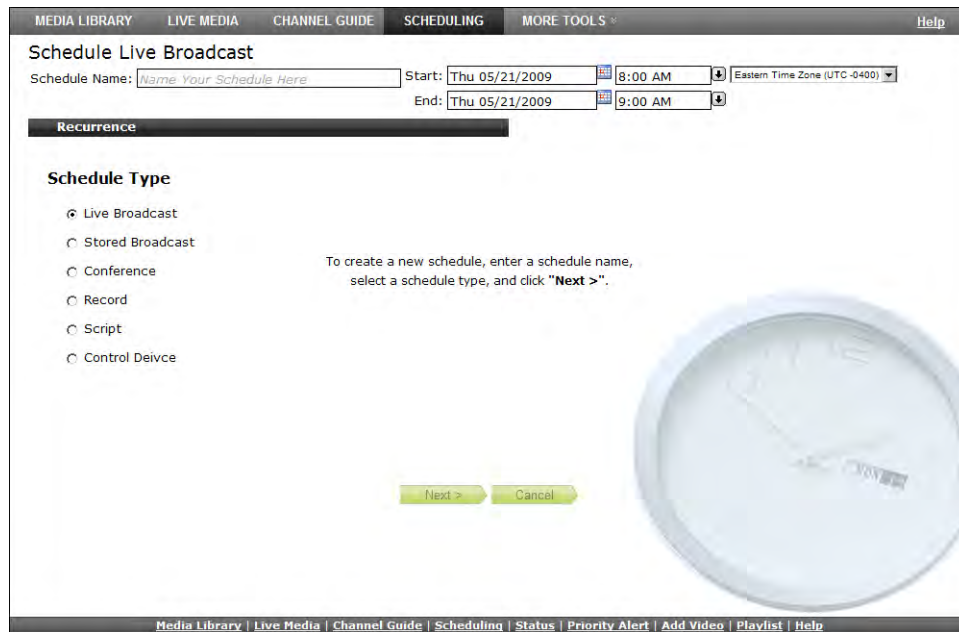 MEDIA LIBRARY LIVE MEDIA CHANNEL GUIDE SCHEDULING MORE TOOLS Help
Schedule Live Broadcast
Schedule Name: Name Your Schedule Here Start: Thu 05/21/2009 8:00 AM Eastern Time Zone (UTC -0400)
End: Thu 05/21/2009 9:00 AM
Recurrence
Schedule Type
Live Broadcast
Stored Broadcast
Conference
Record
Script
Control Deivce
To create a new schedule, enter a schedule name,
select a schedule type, and click "Next >".
Next > Cancel
Media Library | Live Media | Channel Guide | Scheduling | Status | Priority Alert | Add Video | Playlist | Help